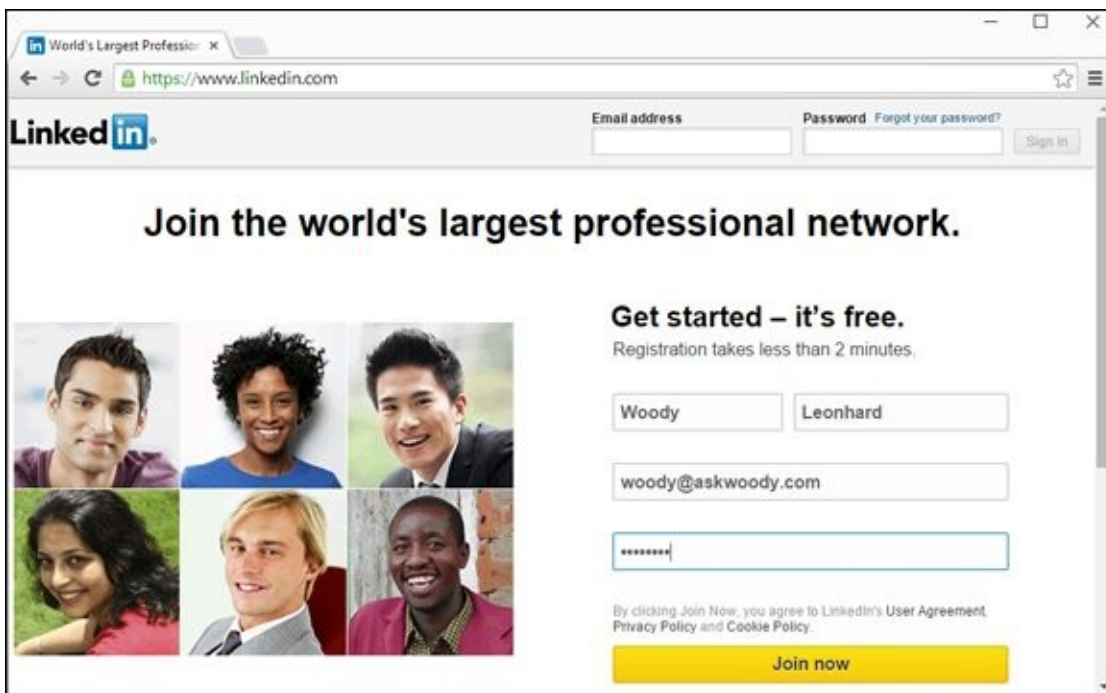 in World's Largest Profession
https://www.linkedin.com
Email address
Password Forgot your password?
Linked in®
Sign In
Join the world's largest professional network.
Get started – it's free.
Registration takes less than 2 minutes.
Woody Leonhard
woody@askwoody.com
••••••••
By clicking Join Now, you agree to LinkedIn's User Agreement,
Privacy Policy and Cookie Policy.
Join now